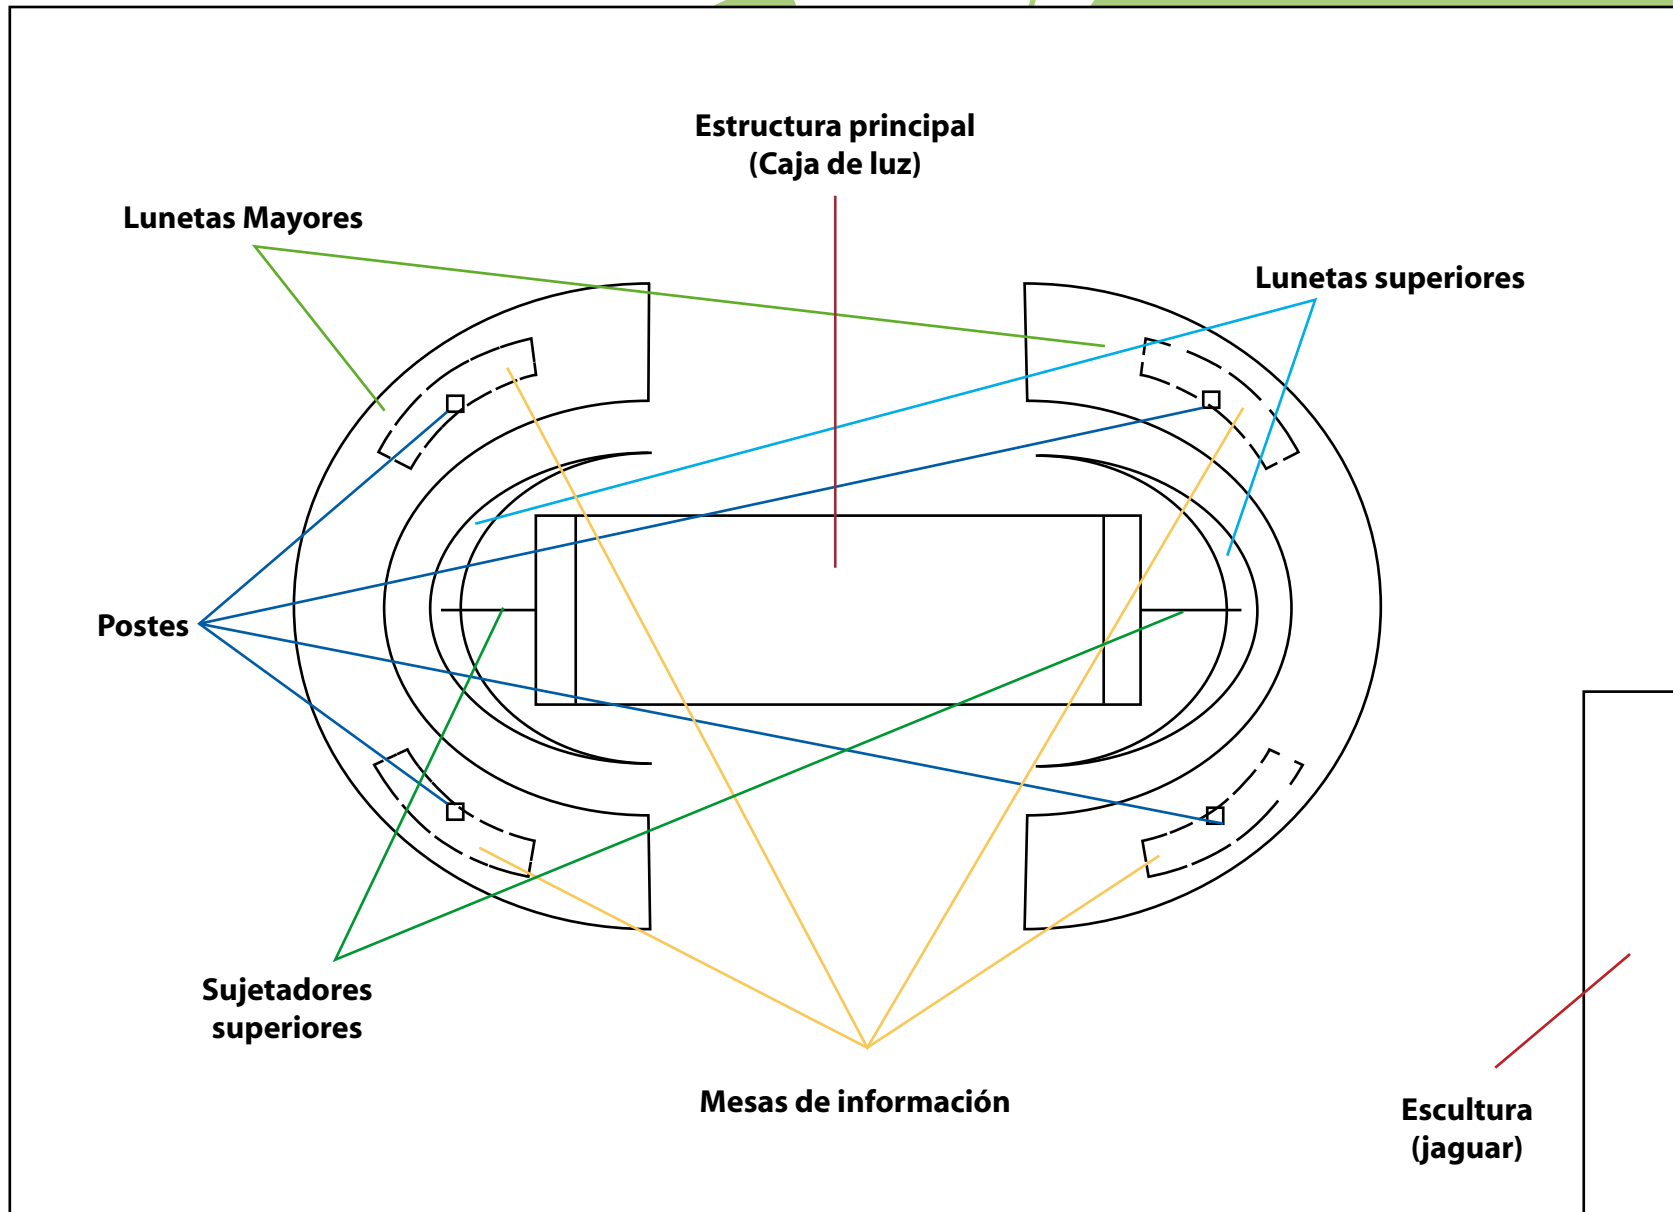 Estructura principal
(Caja de luz)
Lunetas Mayores
Lunetas superiores
Postes
Sujetadores
superiores
Mesas de información
Escultura
(jaguar)